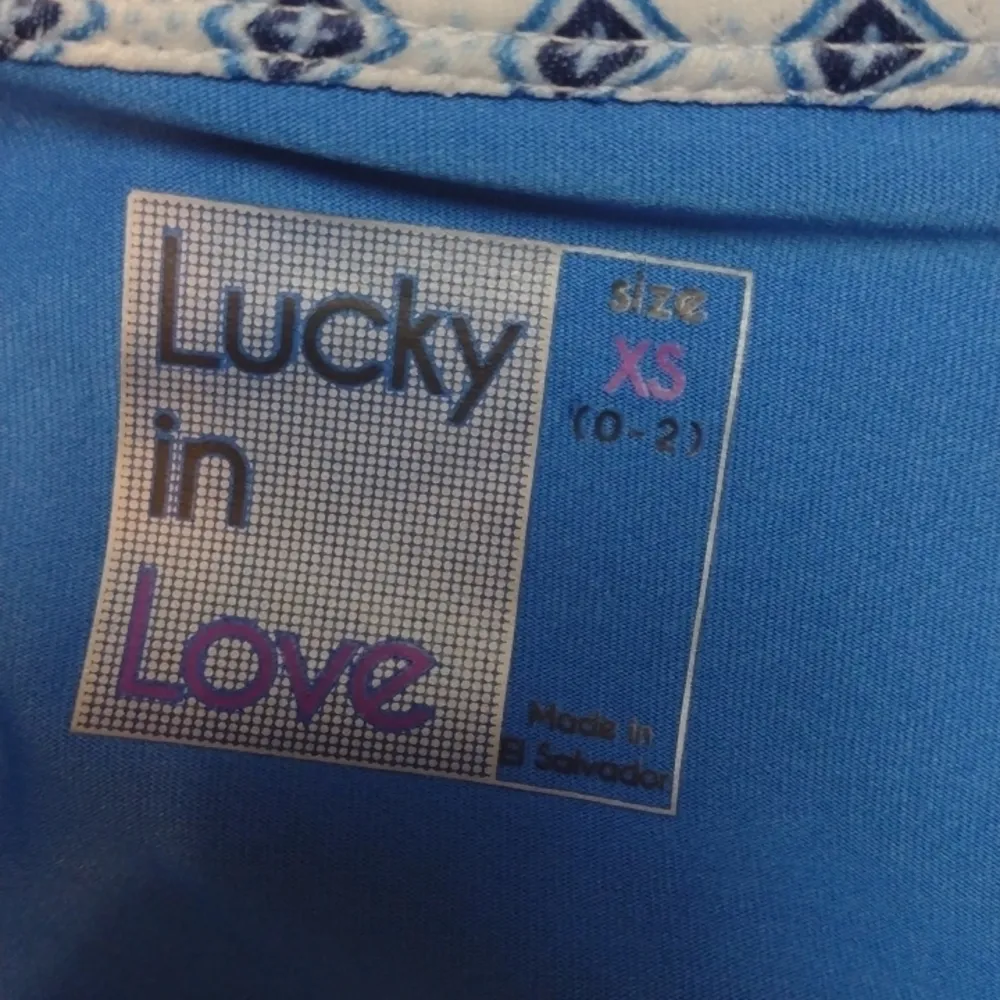 Lucky
in
Love
size
XS
(0-2)
Made in
El Salvador